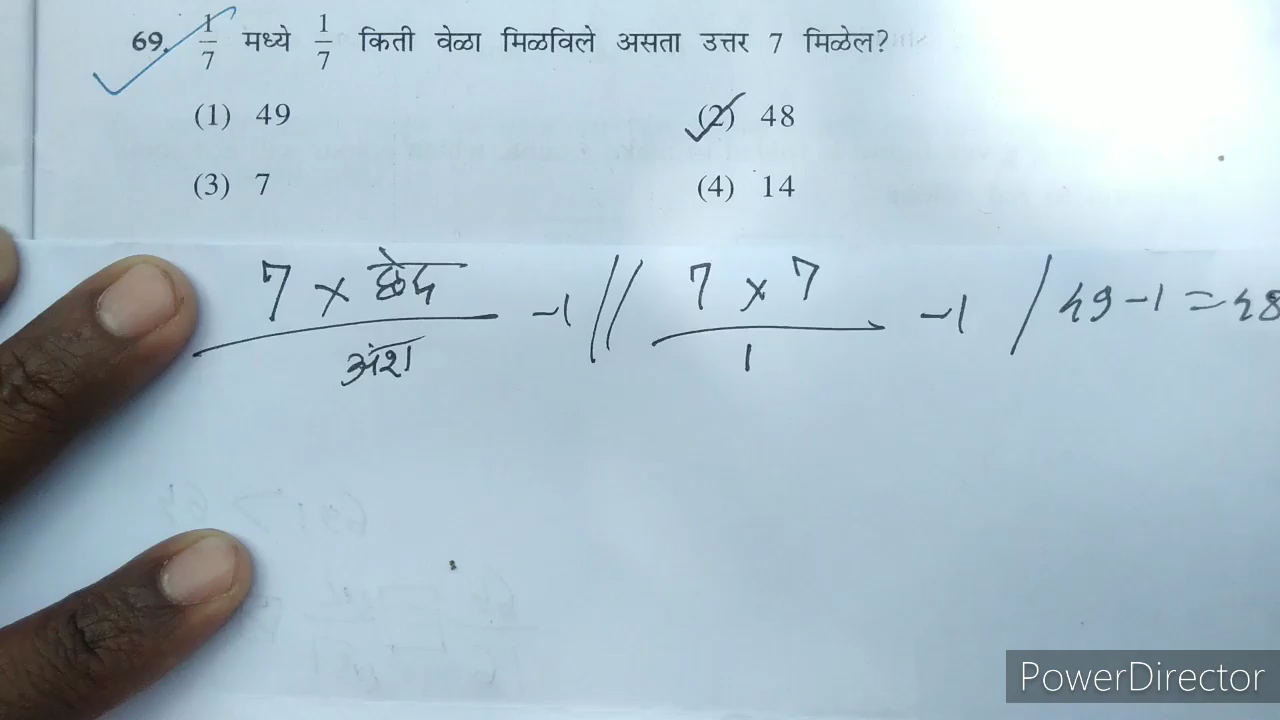 69. 1/7 मध्ये 1/7 किती वेळा मिळविले असता उत्तर 7 मिळेल?
(1) 49 (2) 48
(3) 7 (4) 14
7 × छेद / अंश -1 // 7 × 7 / 1 -1 / 49-1=48
PowerDirector